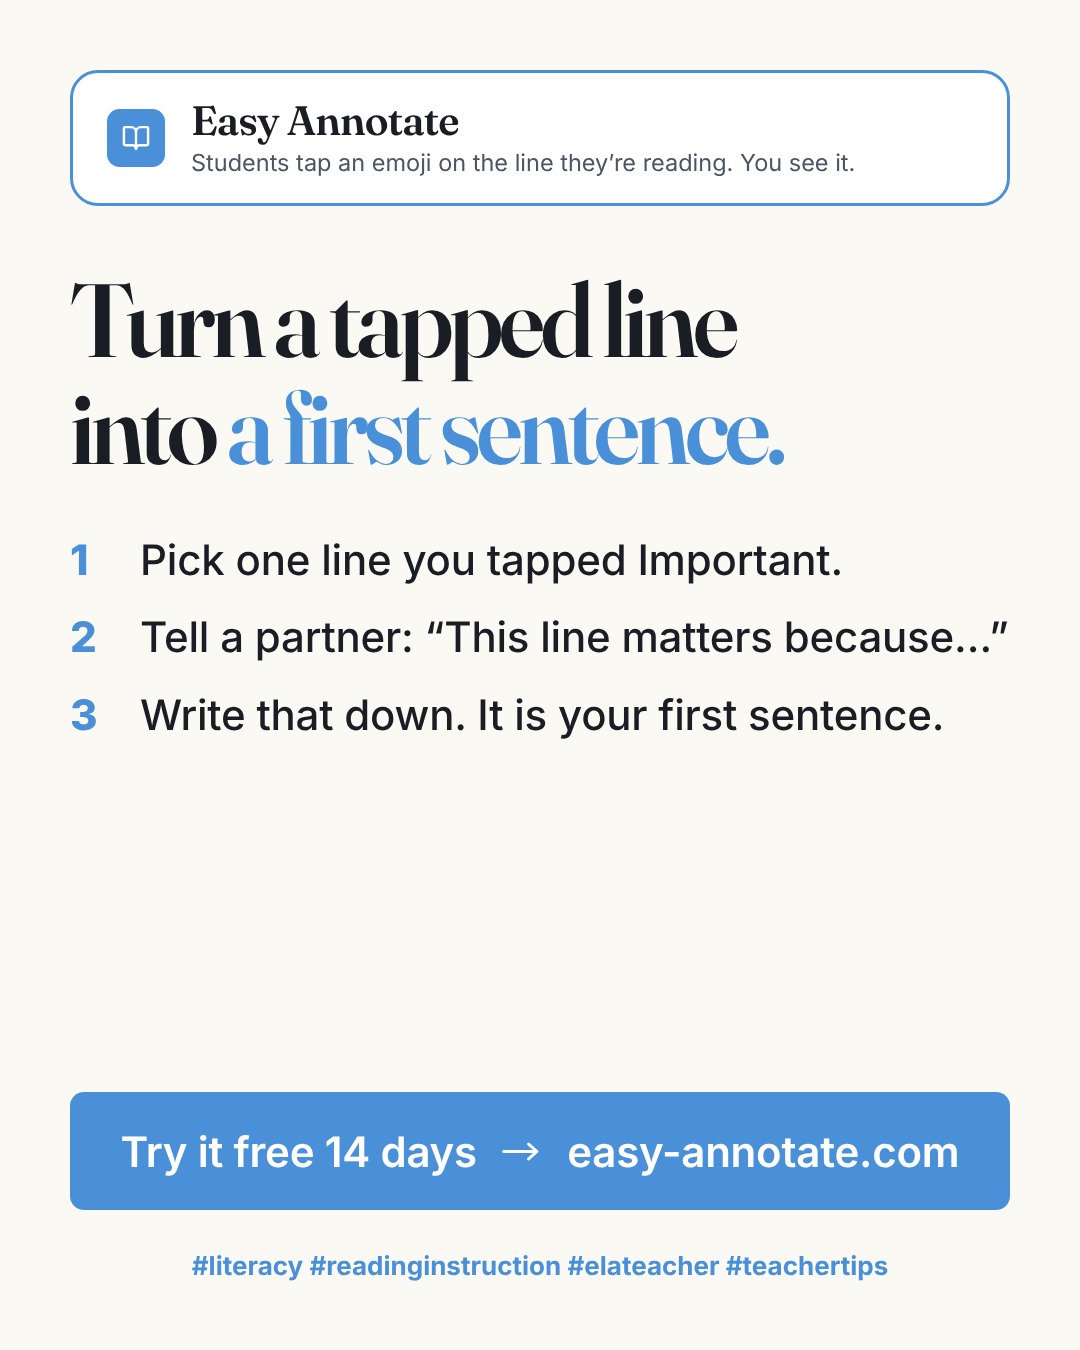 Easy Annotate
Students tap an emoji on the line they’re reading. You see it.
Turn a tapped line
into a first sentence.
1 Pick one line you tapped Important.
2 Tell a partner: “This line matters because…”
3 Write that down. It is your first sentence.
Try it free 14 days → easy-annotate.com
#literacy #readinginstruction #elateacher #teachertips